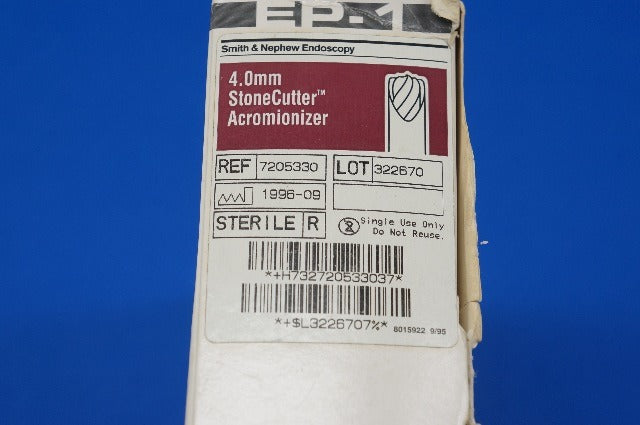 EP-1
Smith & Nephew Endoscopy
4.0mm
StoneCutter™
Acromionizer
REF 7205330 LOT 322670
1996-09
STERILE R
Single Use Only
Do Not Reuse.
*+H732720533037*
*+$L3226707%*
8015922 9/95